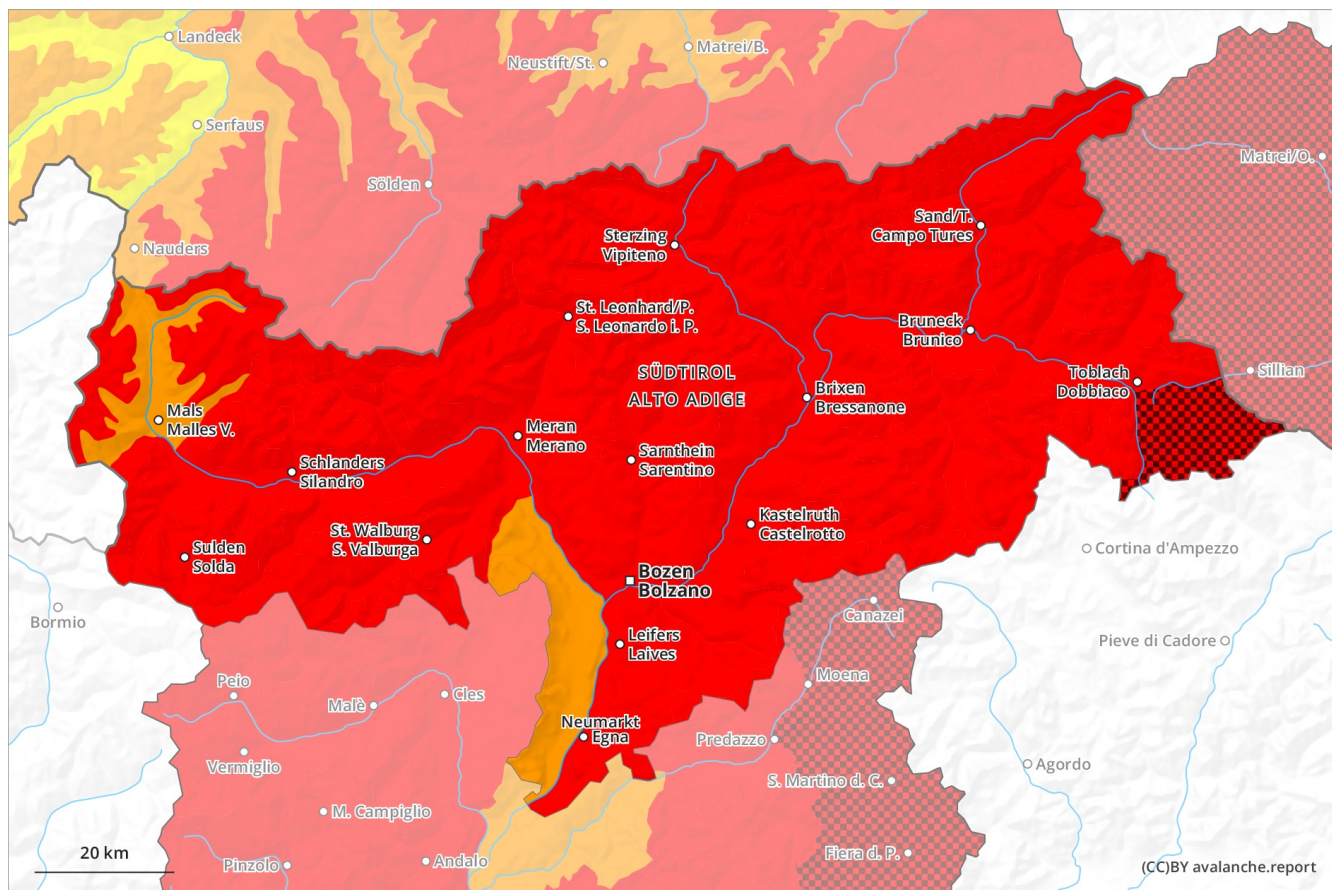 Landeck
Matrei/B.
Neustift/St.
Serfaus
Matrei/O.
Sölden
Sand/T.
Campo Tures
Sterzing
Vipiteno
Nauders
St. Leonhard/P.
S. Leonardo i. P.
Bruneck
Brunico
SÜDTIROL
ALTO ADIGE
Toblach
Dobbiaco
Sillian
Brixen
Bressanone
Mals
Malles V.
Meran
Merano
Sarnthein
Sarentino
Schlanders
Silandro
Kastelruth
Castelrotto
St. Walburg
S. Valburga
Sulden
Solda
Cortina d'Ampezzo
Bozen
Bolzano
Bormio
Canazei
Leifers
Laives
Pieve di Cadore
Moena
Peio
Cles
Malè
Neumarkt
Egna
Predazzo
Vermiglio
Agordo
S. Martino d. C.
M. Campiglio
20 km
Andalo
Pinzolo
Fiera d. P.
(CC)BY avalanche.report